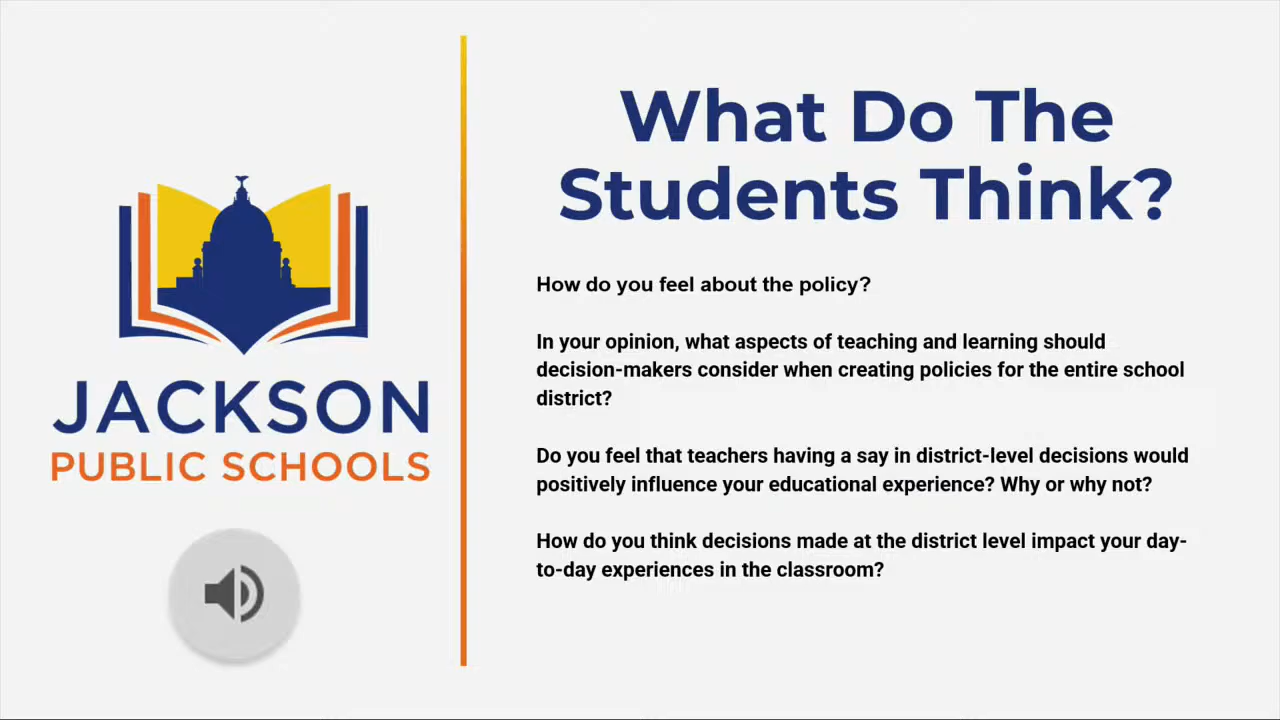 JACKSON
PUBLIC SCHOOLS
What Do The
Students Think?
How do you feel about the policy?
In your opinion, what aspects of teaching and learning should
decision-makers consider when creating policies for the entire school
district?
Do you feel that teachers having a say in district-level decisions would
positively influence your educational experience? Why or why not?
How do you think decisions made at the district level impact your day-
to-day experiences in the classroom?